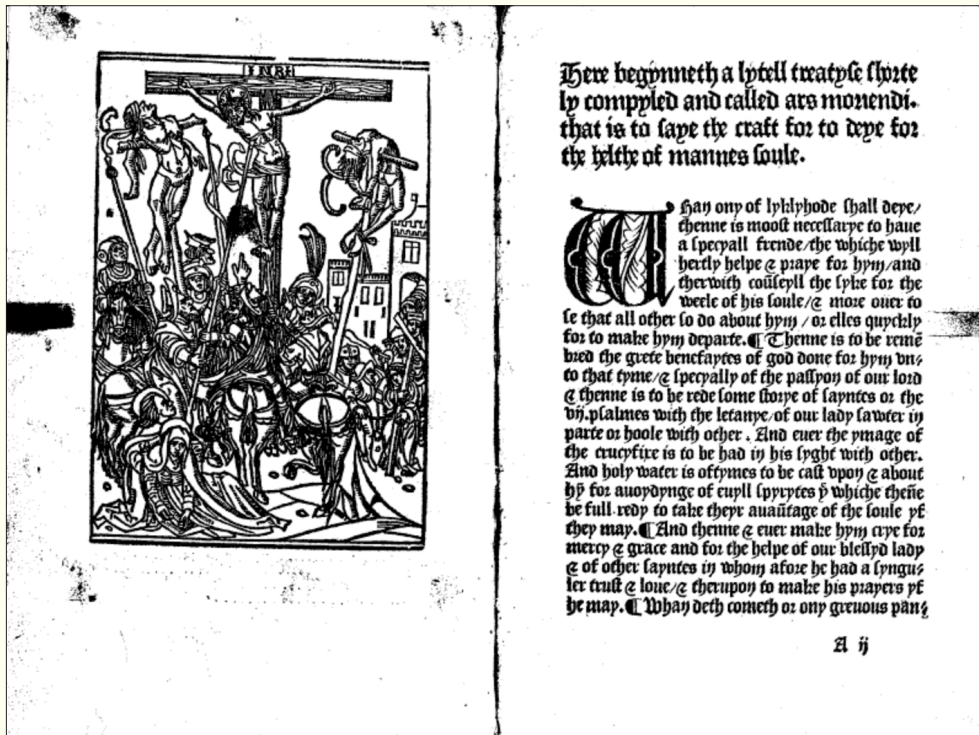 INRI
Here begynneth a lytell treatyse shorte
ly compyled and called ars moriendi.
that is to saye the craft for to deye for
the helthe of mannes soule.
WHan ony of lyklyhode shall deye/
thenne is moost necessarye to haue
a specyall frende/the whiche wyll
hertly helpe & praye for hym/and
therwith coũseyll the syke for the
weele of his soule/& more ouer to
se that all other so do about hym / or elles quyckly
for to make hym departe.¶ Thenne is to be remẽ
bred the grete benefaytes of god done for hym vn⸗
to that tyme/& specyally of the passyon of our lord
& thenne is to be rede some storye of sayntes or the
vij.psalmes with the letanye/of our lady sawter in
parte or hoole with other . And euer the ymage of
the crucyfixe is to be had in his syght with other.
And holy water is oftymes to be cast vpon & about
hỹ for auoydynge of euyll spyrytes ẏ whiche theñe
be full redy to take theyr auaũtage of the soule yf
they may.¶ And thenne & euer make hym crye for
mercy & grace and for the helpe of our blessyd lady
& of other sayntes in whom afore he had a syngu⸗
ler trust & loue/& therupon to make his prayers yf
he may.¶ Whan deth cometh or ony greuous pan⸗
A ij